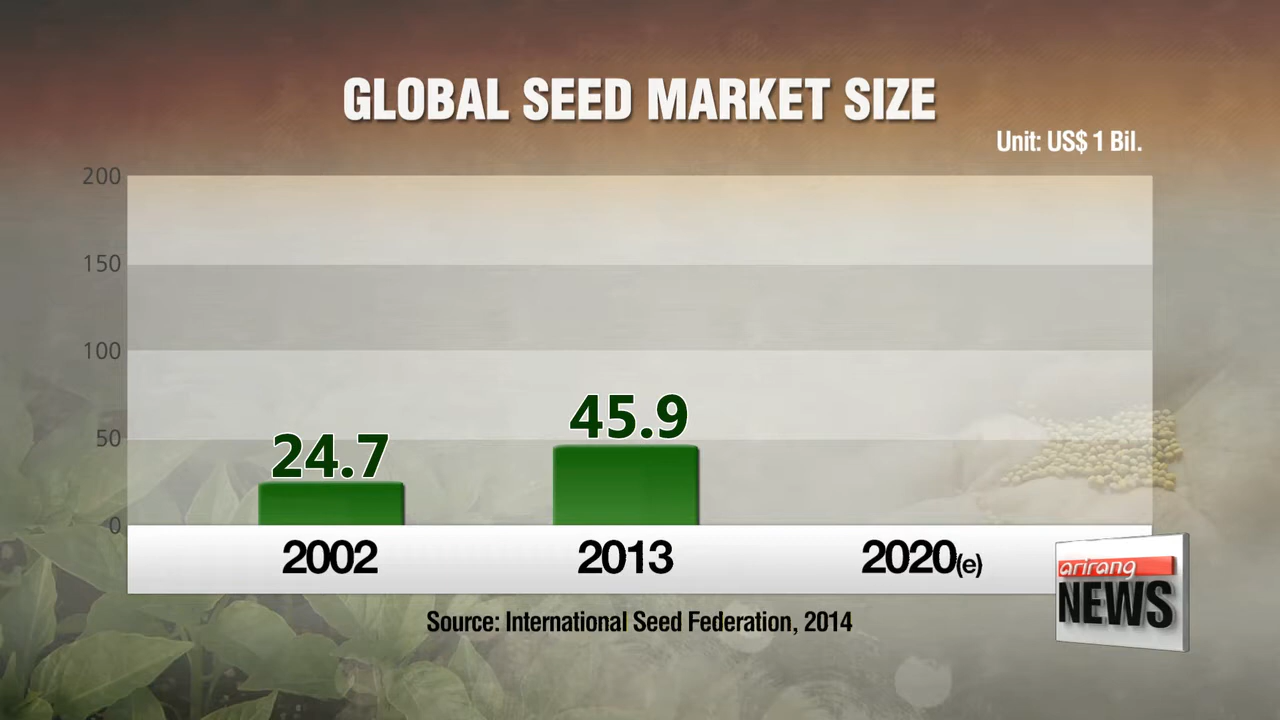 GLOBAL SEED MARKET SIZE
Unit: US$ 1 Bil.
200
150
100
50
0
24.7
45.9
2002
2013
2020(e)
Source: International Seed Federation, 2014
arirang
NEWS